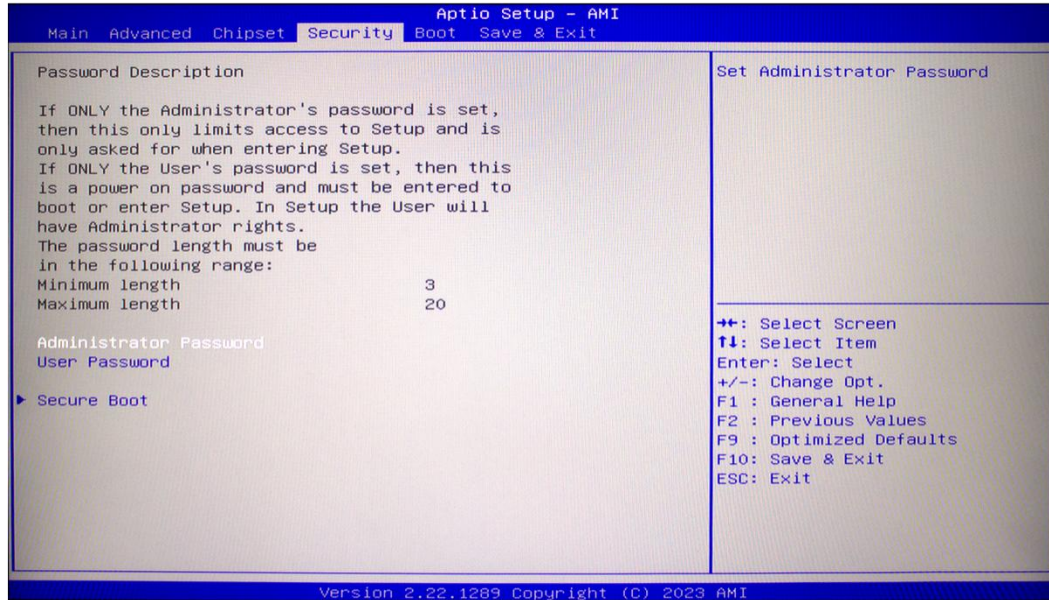 Aptio Setup – AMI
Main Advanced Chipset Security Boot Save & Exit
Password Description
If ONLY the Administrator's password is set,
then this only limits access to Setup and is
only asked for when entering Setup.
If ONLY the User's password is set, then this
is a power on password and must be entered to
boot or enter Setup. In Setup the User will
have Administrator rights.
The password length must be
in the following range:
Minimum length 3
Maximum length 20
Administrator Password
User Password
▶ Secure Boot
Set Administrator Password
→←: Select Screen
↑↓: Select Item
Enter: Select
+/-: Change Opt.
F1 : General Help
F2 : Previous Values
F9 : Optimized Defaults
F10: Save & Exit
ESC: Exit
Version 2.22.1289 Copyright (C) 2023 AMI